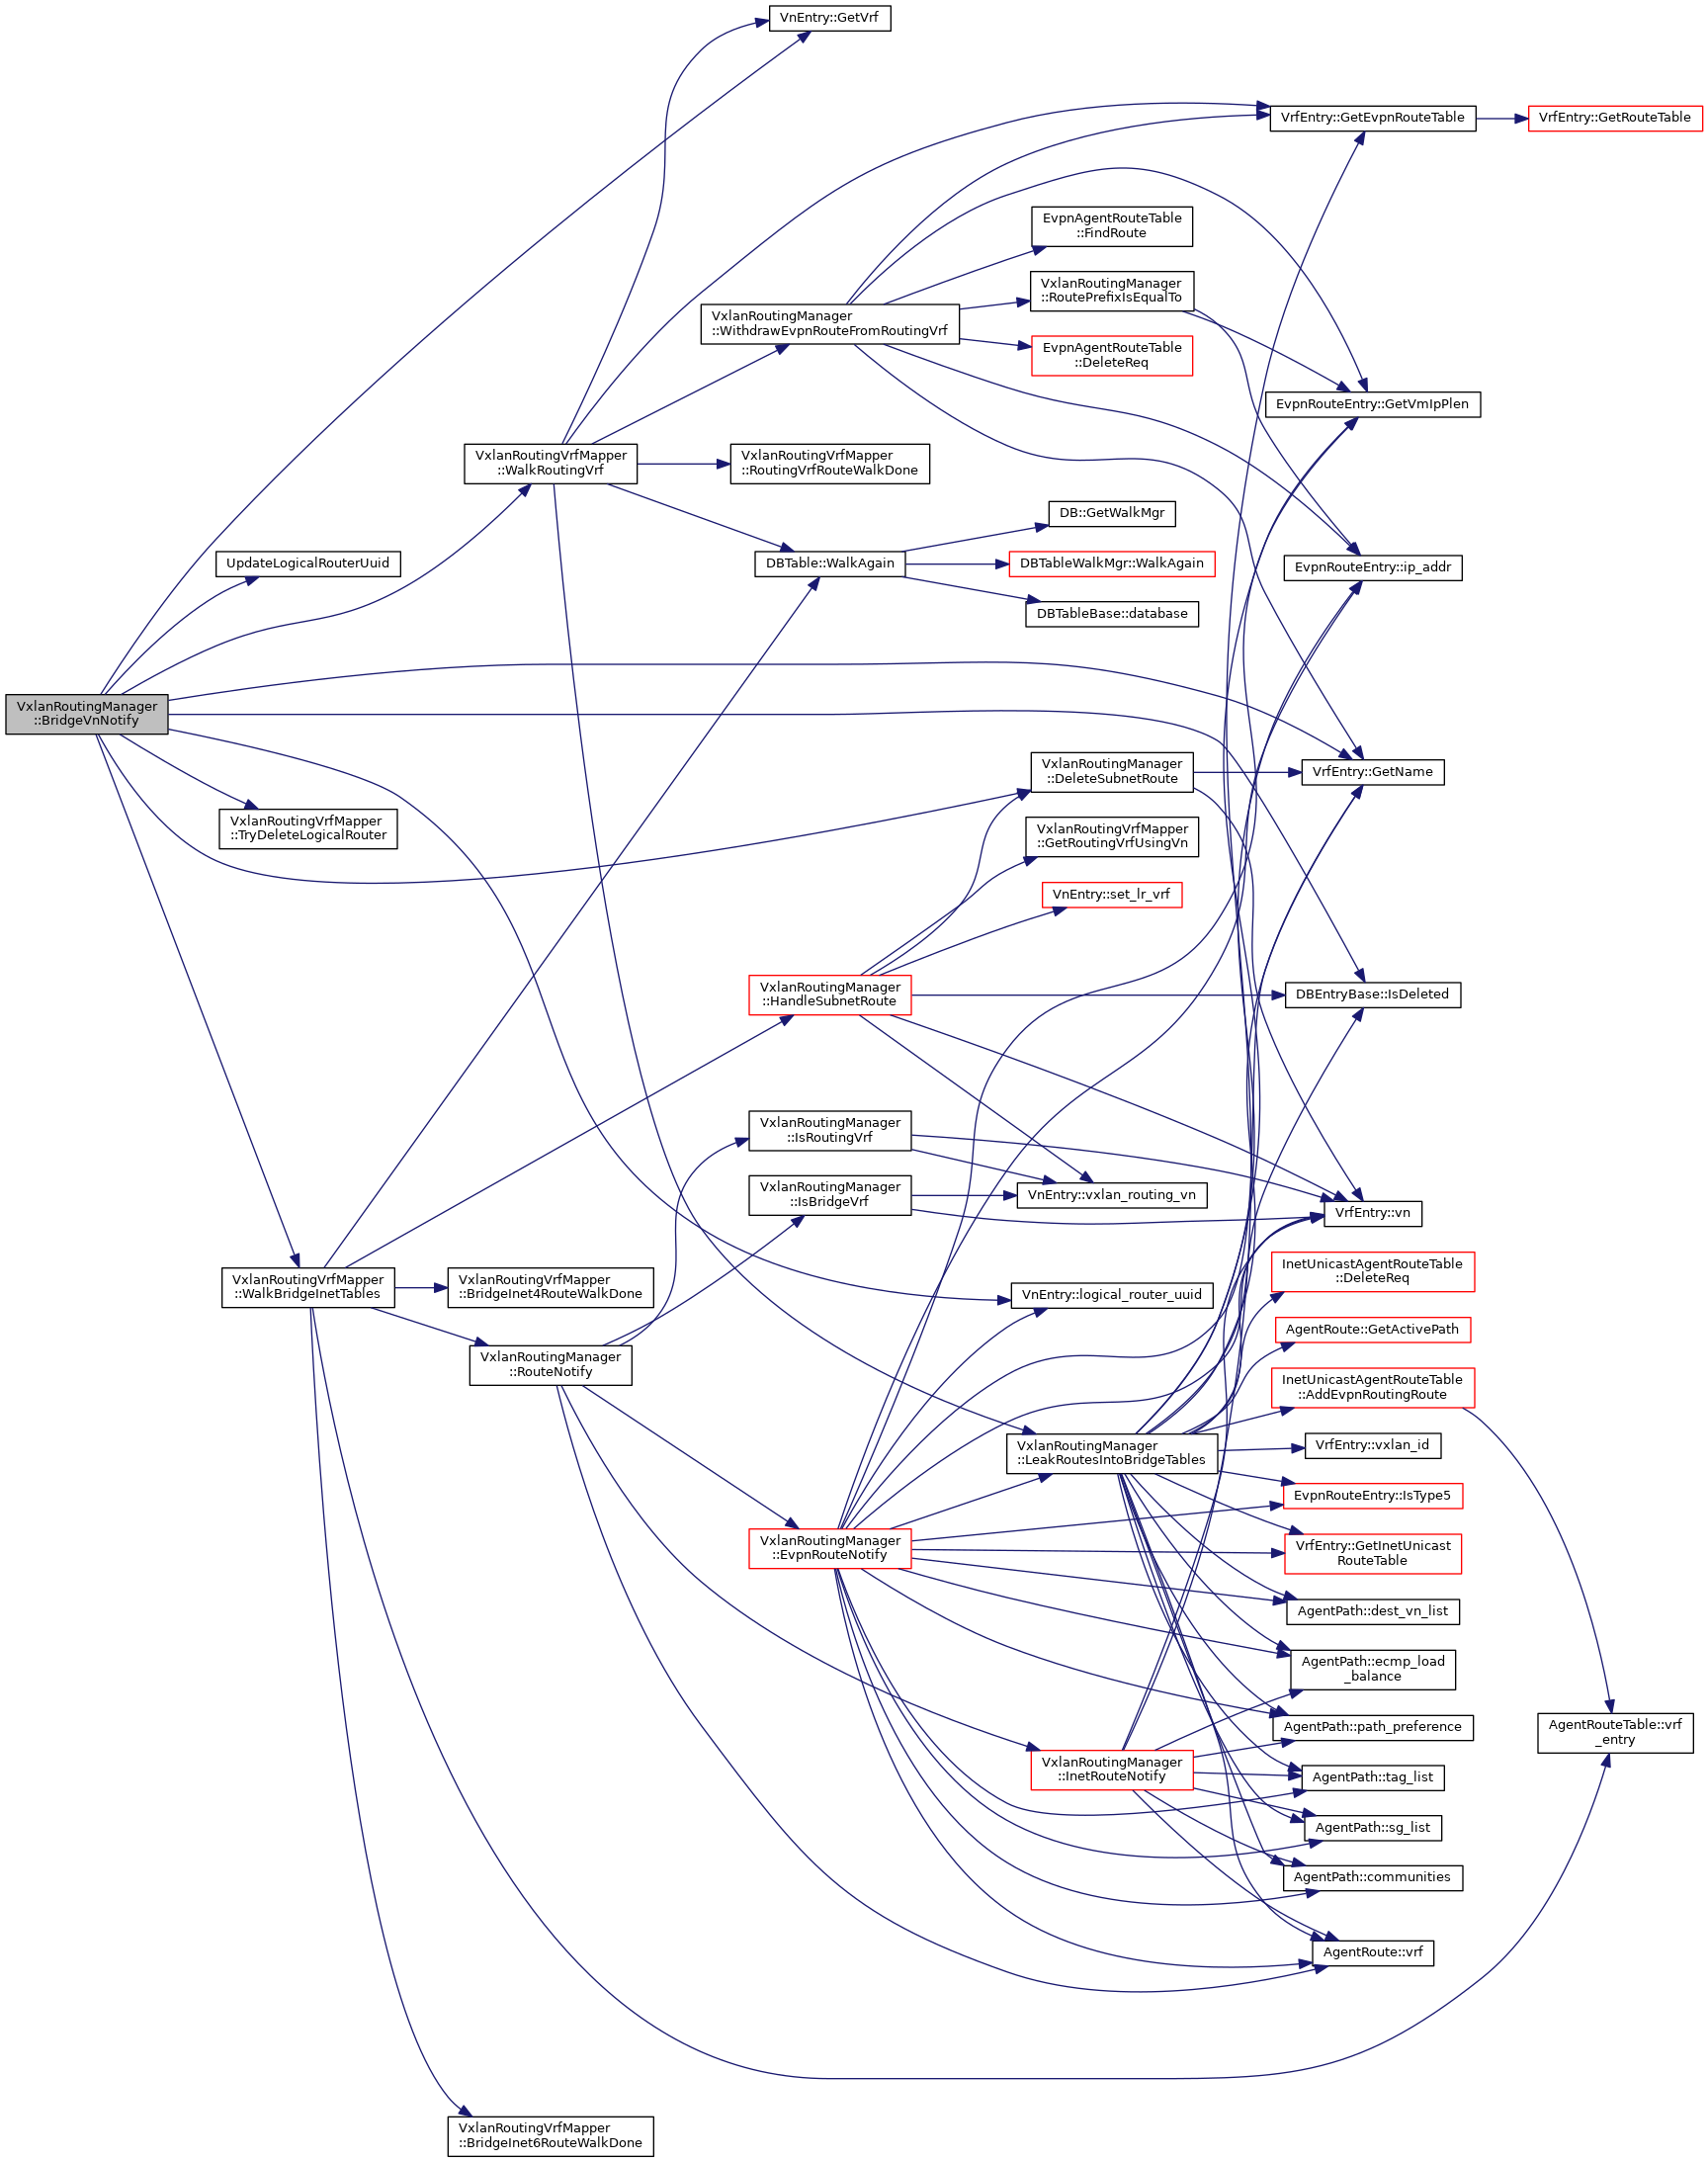 VnEntry::GetVrf
VrfEntry::GetEvpnRouteTable
VrfEntry::GetRouteTable
EvpnAgentRouteTable
::FindRoute
VxlanRoutingManager
::RoutePrefixIsEqualTo
VxlanRoutingManager
::WithdrawEvpnRouteFromRoutingVrf
EvpnAgentRouteTable
::DeleteReq
EvpnRouteEntry::GetVmIpPlen
VxlanRoutingVrfMapper
::WalkRoutingVrf
VxlanRoutingVrfMapper
::RoutingVrfRouteWalkDone
DB::GetWalkMgr
UpdateLogicalRouterUuid
DBTable::WalkAgain
DBTableWalkMgr::WalkAgain
EvpnRouteEntry::ip_addr
DBTableBase::database
VxlanRoutingManager
::BridgeVnNotify
VxlanRoutingManager
::DeleteSubnetRoute
VrfEntry::GetName
VxlanRoutingVrfMapper
::TryDeleteLogicalRouter
VxlanRoutingVrfMapper
::GetRoutingVrfUsingVn
VnEntry::set_lr_vrf
VxlanRoutingManager
::HandleSubnetRoute
DBEntryBase::IsDeleted
VxlanRoutingManager
::IsRoutingVrf
VxlanRoutingManager
::IsBridgeVrf
VnEntry::vxlan_routing_vn
VrfEntry::vn
VxlanRoutingVrfMapper
::WalkBridgeInetTables
VxlanRoutingVrfMapper
::BridgeInet4RouteWalkDone
VnEntry::logical_router_uuid
InetUnicastAgentRouteTable
::DeleteReq
AgentRoute::GetActivePath
VxlanRoutingManager
::RouteNotify
InetUnicastAgentRouteTable
::AddEvpnRoutingRoute
VxlanRoutingManager
::LeakRoutesIntoBridgeTables
VrfEntry::vxlan_id
EvpnRouteEntry::IsType5
VxlanRoutingManager
::EvpnRouteNotify
VrfEntry::GetInetUnicast
RouteTable
AgentPath::dest_vn_list
AgentPath::ecmp_load
_balance
AgentPath::path_preference
AgentRouteTable::vrf
_entry
VxlanRoutingManager
::InetRouteNotify
AgentPath::tag_list
AgentPath::sg_list
AgentPath::communities
AgentRoute::vrf
VxlanRoutingVrfMapper
::BridgeInet6RouteWalkDone